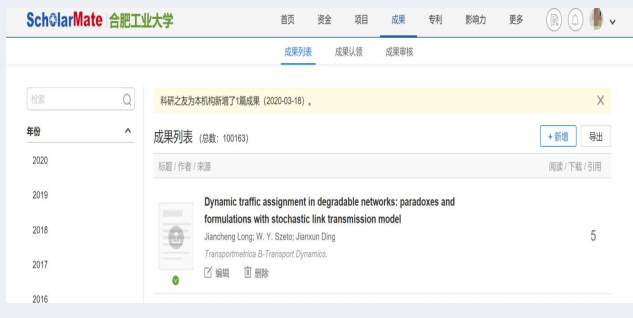 ScholarMate 合肥工业大学
首页 资金 项目 成果 专利 影响力 更多
成果列表 成果认领 成果审核
检索
年份
2020
2019
2018
2017
2016
科研之友为本机构新增了1篇成果（2020-03-18）。
成果列表（总数：100163）
+ 新增 导出
标题 / 作者 / 来源 阅读 / 下载 / 引用
Dynamic traffic assignment in degradable networks: paradoxes and
formulations with stochastic link transmission model
Jiancheng Long; W. Y. Szeto; Jianxun Ding
Transportmetrica B-Transport Dynamics.
编辑 删除
5